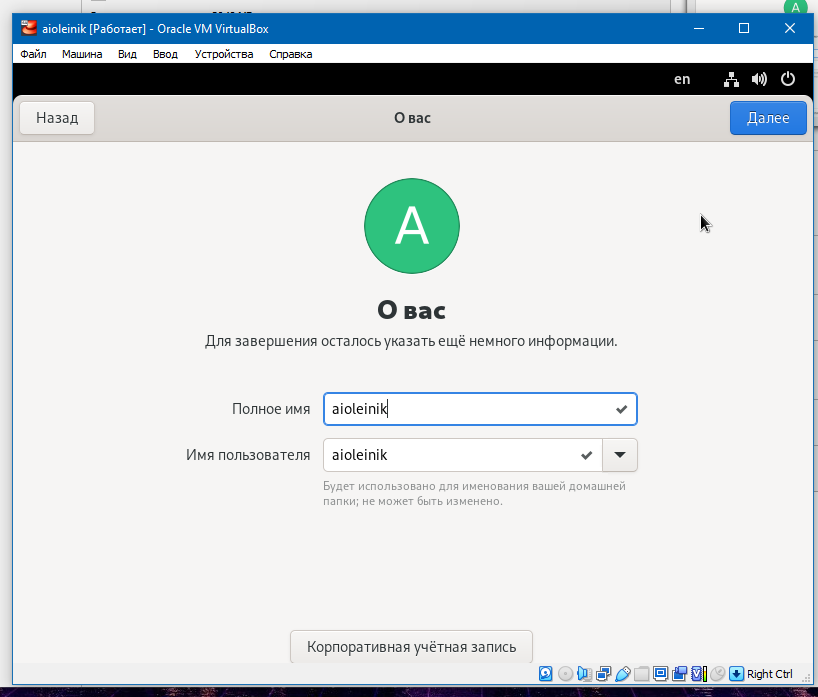 A
aioleinik [Работает] - Oracle VM VirtualBox
Файл Машина Вид Ввод Устройства Справка
en
Назад О вас Далее
A
О вас
Для завершения осталось указать ещё немного информации.
Полное имя aioleinik
Имя пользователя aioleinik
Будет использовано для именования вашей домашней
папки; не может быть изменено.
Корпоративная учётная запись
Right Ctrl